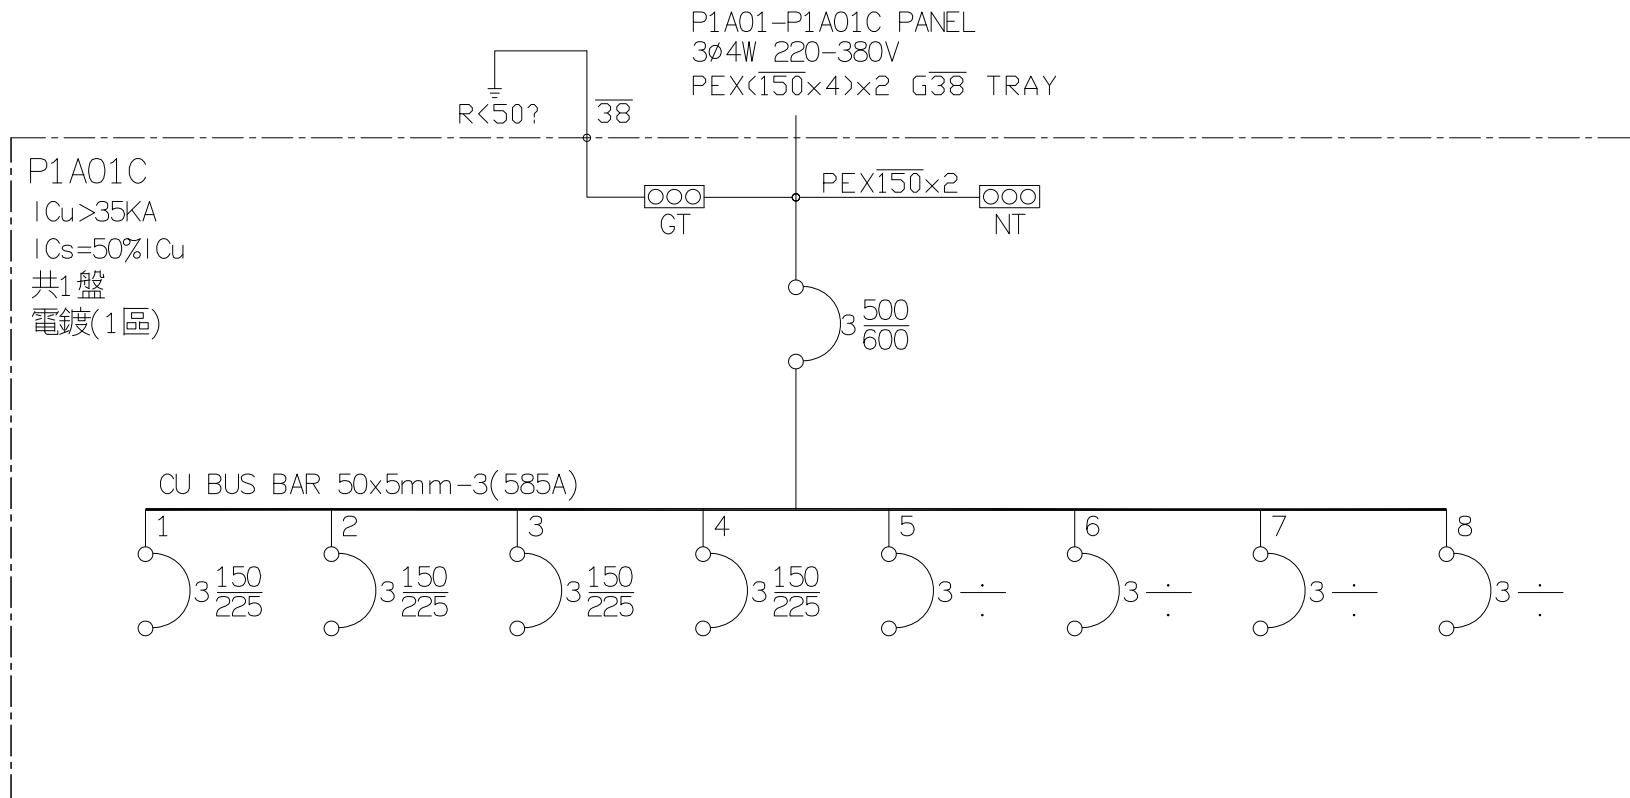 P1A01-P1A01C PANEL
3ø4W 220-380V
PEX(150x4)x2 G38 TRAY
R<50?
38
P1A01C
ICu>35KA
ICs=50%ICu
共1盤
電鍍(1區)
GT
PEX150x2
NT
3 500
600
CU BUS BAR 50x5mm-3(585A)
1 2 3 4 5 6 7 8
3 150 3 150 3 150 3 150 3 . 3 . 3 . 3 .
225 225 225 225 . . . .